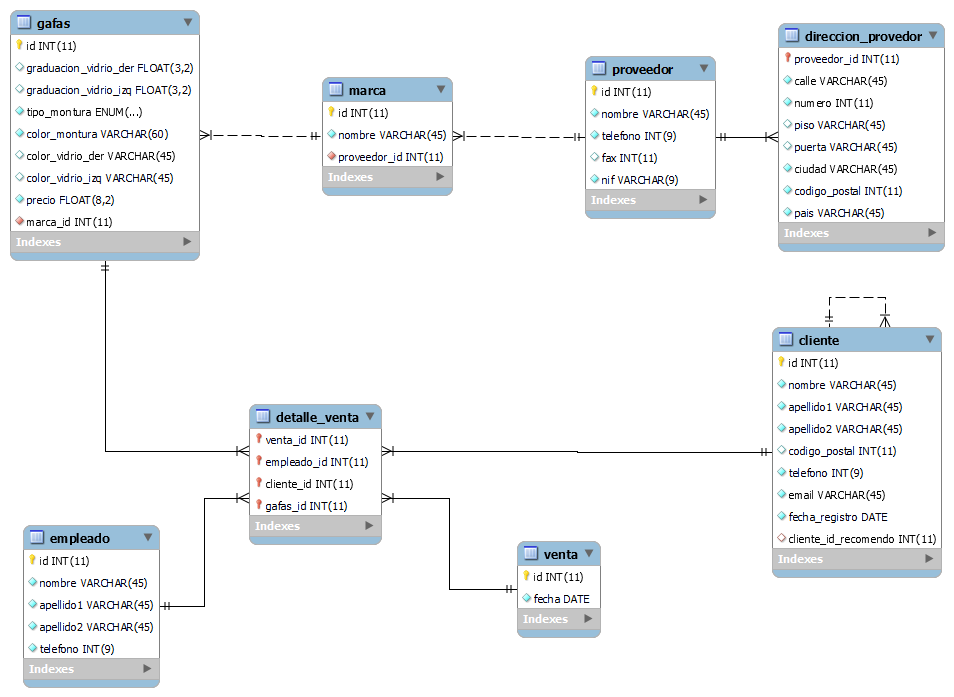 gafas
id INT(11)
graduacion_vidrio_der FLOAT(3,2)
graduacion_vidrio_izq FLOAT(3,2)
tipo_montura ENUM(...)
color_montura VARCHAR(60)
color_vidrio_der VARCHAR(45)
color_vidrio_izq VARCHAR(45)
precio FLOAT(8,2)
marca_id INT(11)
Indexes
marca
id INT(11)
nombre VARCHAR(45)
proveedor_id INT(11)
Indexes
proveedor
id INT(11)
nombre VARCHAR(45)
telefono INT(9)
fax INT(11)
nif VARCHAR(9)
Indexes
direccion_provedor
proveedor_id INT(11)
calle VARCHAR(45)
numero INT(11)
piso VARCHAR(45)
puerta VARCHAR(45)
ciudad VARCHAR(45)
codigo_postal INT(11)
pais VARCHAR(45)
Indexes
cliente
id INT(11)
nombre VARCHAR(45)
apellido1 VARCHAR(45)
apellido2 VARCHAR(45)
codigo_postal INT(11)
telefono INT(9)
email VARCHAR(45)
fecha_registro DATE
cliente_id_recomendo INT(11)
Indexes
detalle_venta
venta_id INT(11)
empleado_id INT(11)
cliente_id INT(11)
gafas_id INT(11)
Indexes
empleado
id INT(11)
nombre VARCHAR(45)
apellido1 VARCHAR(45)
apellido2 VARCHAR(45)
telefono INT(9)
Indexes
venta
id INT(11)
fecha DATE
Indexes